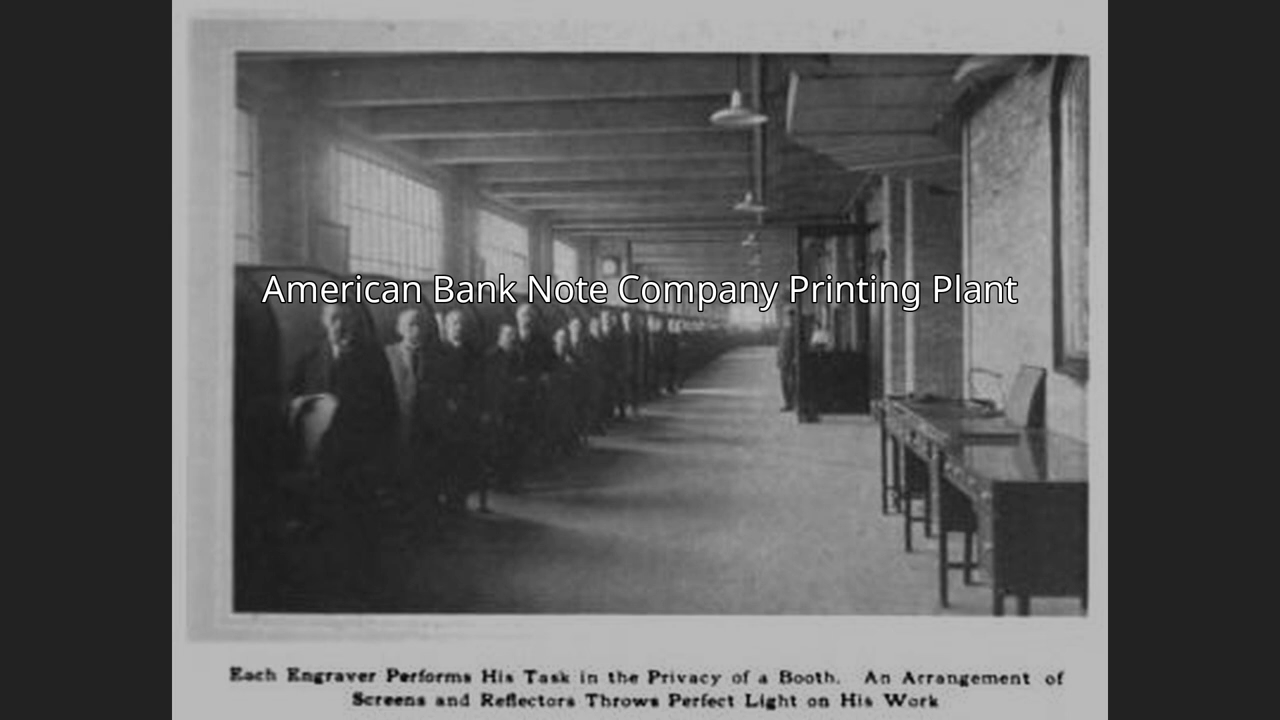 American Bank Note Company Printing Plant
Each Engraver Performs His Task in the Privacy of a Booth. An Arrangement of
Screens and Reflectors Throws Perfect Light on His Work